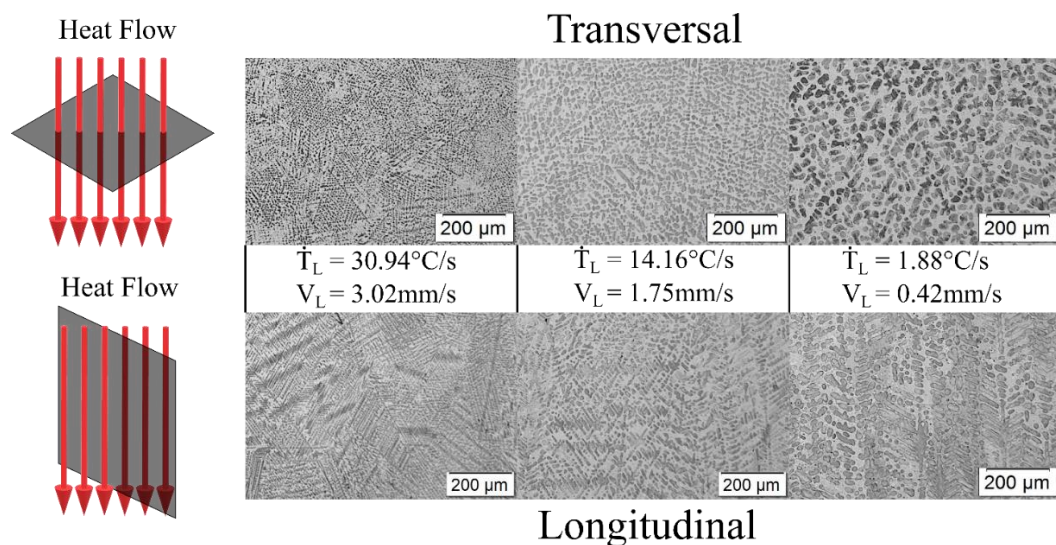 Heat Flow
Transversal
200 µm
200 µm
200 µm
Ṫ_L = 30.94°C/s
V_L = 3.02mm/s
Ṫ_L = 14.16°C/s
V_L = 1.75mm/s
Ṫ_L = 1.88°C/s
V_L = 0.42mm/s
Heat Flow
200 µm
200 µm
200 µm
Longitudinal